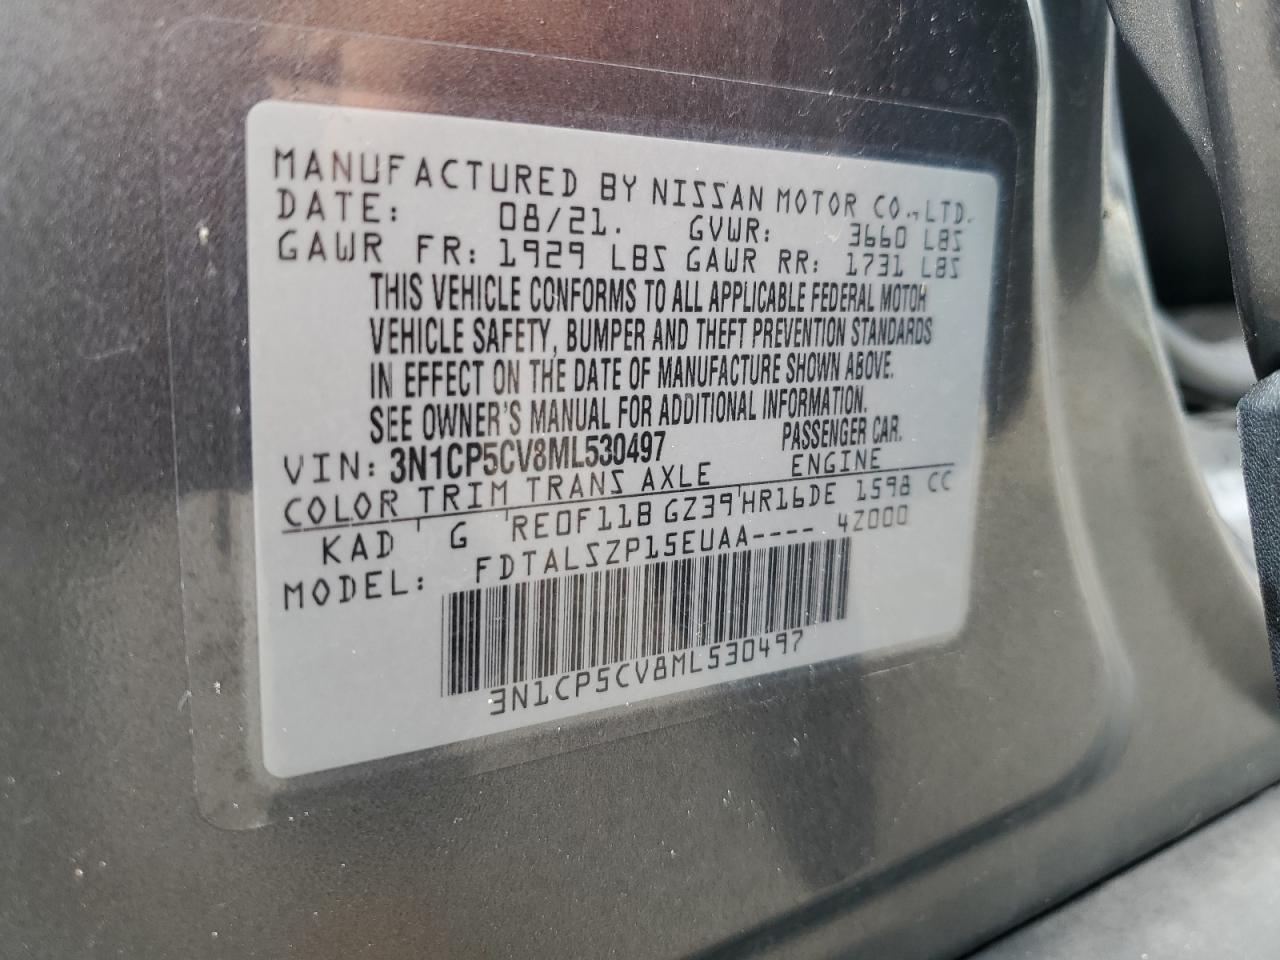 MANUFACTURED BY NISSAN MOTOR CO.,LTD.
DATE: 08/21. GVWR: 3660 LBS
GAWR FR: 1929 LBS GAWR RR: 1731 LBS
THIS VEHICLE CONFORMS TO ALL APPLICABLE FEDERAL MOTOR
VEHICLE SAFETY, BUMPER AND THEFT PREVENTION STANDARDS
IN EFFECT ON THE DATE OF MANUFACTURE SHOWN ABOVE.
SEE OWNER'S MANUAL FOR ADDITIONAL INFORMATION.
VIN: 3N1CP5CV8ML530497 PASSENGER CAR.
COLOR TRIM TRANS AXLE ENGINE
KAD G RE0F11B GZ39 HR16DE 1598 CC
MODEL: FDTALSZP15EUAA---- 4Z000
3N1CP5CV8ML530497